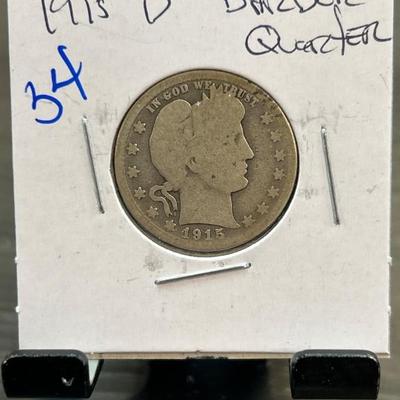 1915 D Barber
Quarter
34
IN GOD WE TRUST
1915